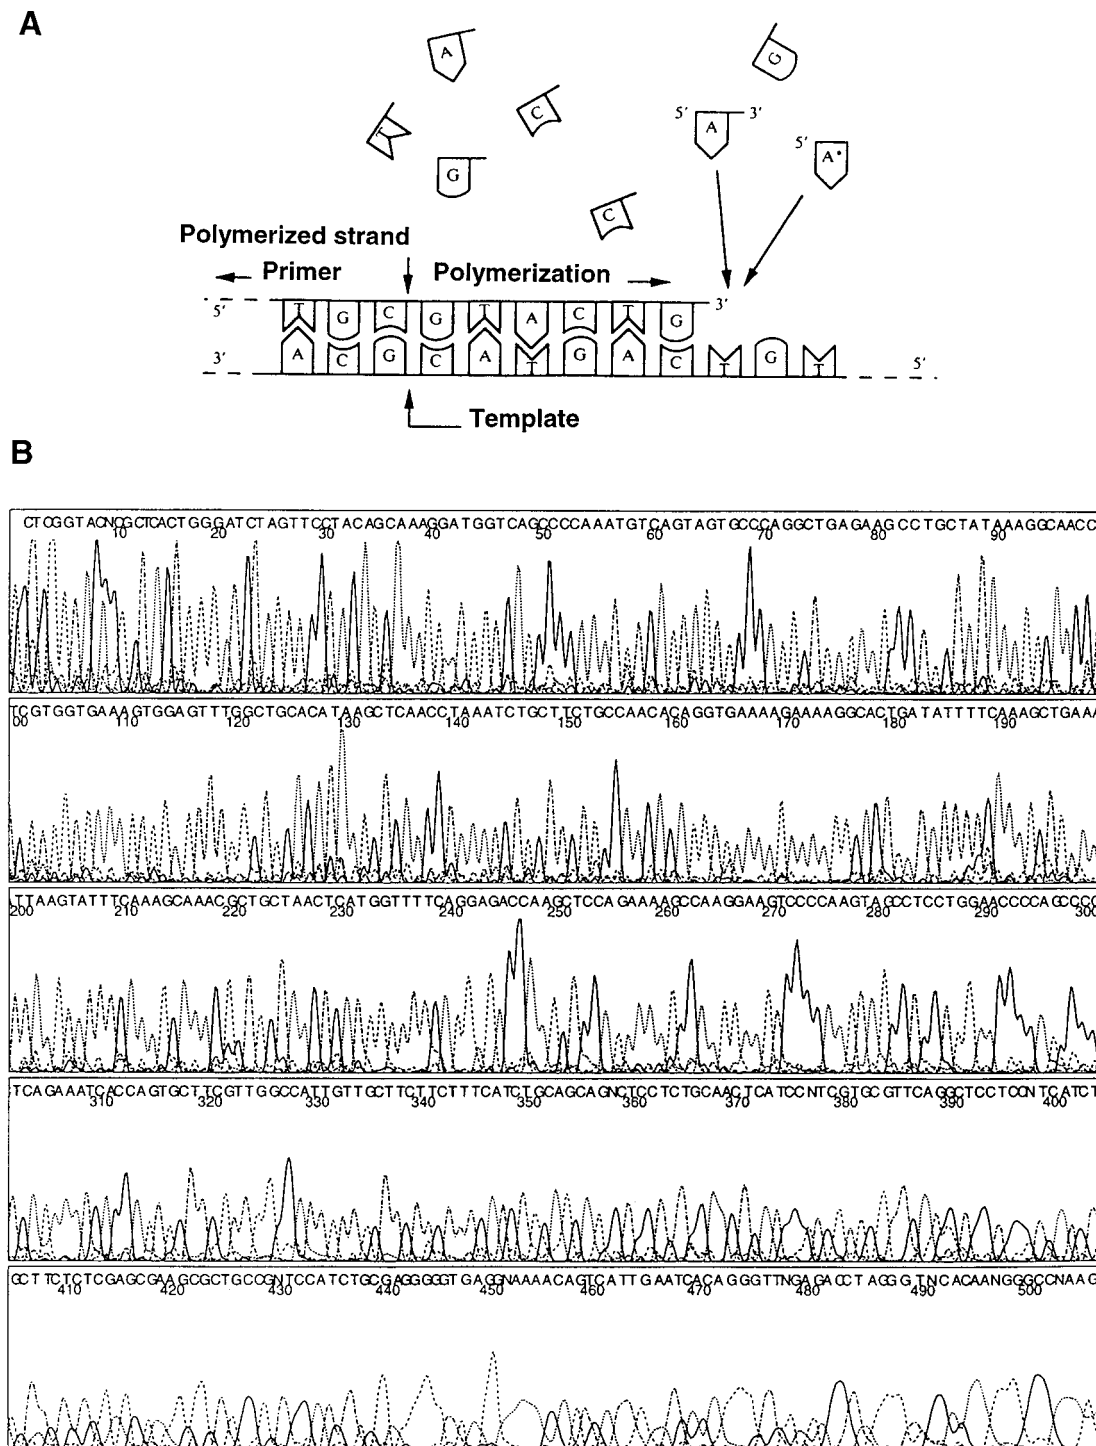 A
A
G
C
5' A 3'
T
5' A•
G
C
Polymerized strand
Primer
Polymerization
5' T G C G T A C T G 3'
3' A C G C A T G A C T G T 5'
Template
B
CTCGGTACNCGCTCACTGGGATCTAGTTCCTACAGCAAAGGATGGTCAGCCCCCAAATGTCAGTAGTGCCCAGGCTGAGAAGCCTGCTATAAAGGCAACC
10 20 30 40 50 60 70 80 90
TCGTGGTGAAAGTGGAGTTTGGCTGCACATAAGCTCAACCTAAATCTGCTTCTGCCAACACAGGTGAAAAGAAAAGGCACTGATATTTTCAAAGCTGAAA
00 110 120 130 140 150 160 170 180 190
TTAAGTATTTCAAAGCAAACGCTGCTAACTCATGGTTTTCAGGAGACCAAGCTCCAGAAAAGCCAAGGAAGTCCCCAAGTAGCCTCCTGGAACCCCAGCCCC
200 210 220 230 240 250 260 270 280 290 300
TCAGAAATCACCAGTGCTTCGTTGGCCATTGTTGCTTCTTCTTTCATCTGCAGCAGNCTCCTCTGCAACTCATCCNTCGTGCGTTCAGGCTCCTCCNTCATCT
310 320 330 340 350 360 370 380 390 400
GCTTCTCTCGAGCGAAGCGCTGCCGNTCCATCTGCGAGGGGGTGAGGNAAAACAGTCATTGAATCACAGGGTTNGAGACCTAGGGTNCACAANGGGCCNAAG
410 420 430 440 450 460 470 480 490 500